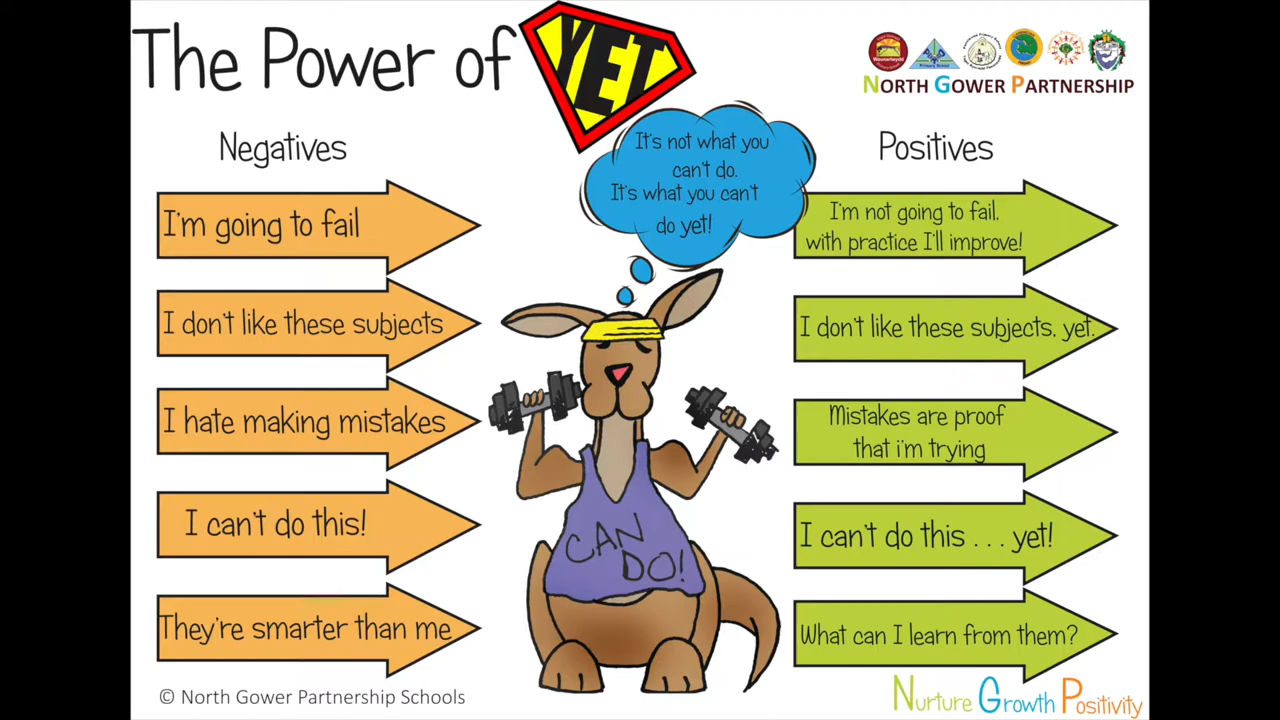 The Power of YET
NORTH GOWER PARTNERSHIP
Negatives
I'm going to fail
I don't like these subjects
I hate making mistakes
I can't do this!
They're smarter than me
It's not what you
can't do.
It's what you can't
do yet!
CAN
DO!
Positives
I'm not going to fail,
with practice I'll improve!
I don't like these subjects, yet.
Mistakes are proof
that i'm trying
I can't do this . . . yet!
What can I learn from them?
© North Gower Partnership Schools
Nurture Growth Positivity